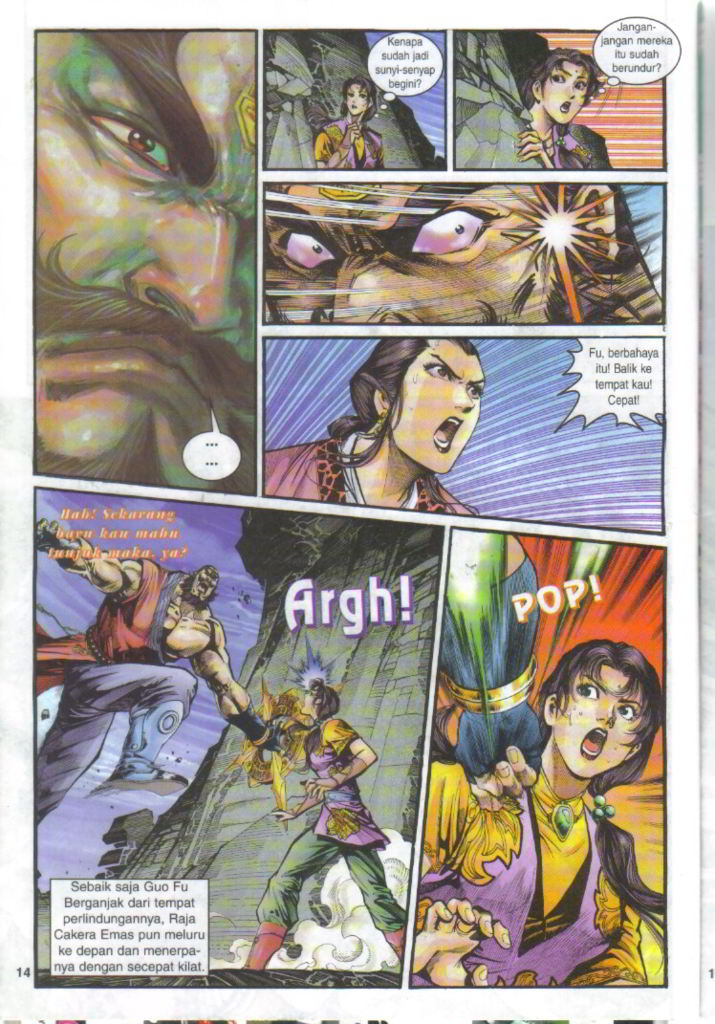 Kenapa
sudah jadi
sunyi-senyap
begini?
Jangan-
jangan mereka
itu sudah
berundur?
...
...
Fu, berbahaya
itu! Balik ke
tempat kau!
Cepat!
Hah! Sekarang
baru kau mahu
tunjuk maka, ya?
Argh!
POP!
Sebaik saja Guo Fu
Berganjak dari tempat
perlindungannya, Raja
Cakera Emas pun meluru
ke depan dan menerpa-
nya dengan secepat kilat.
14
1